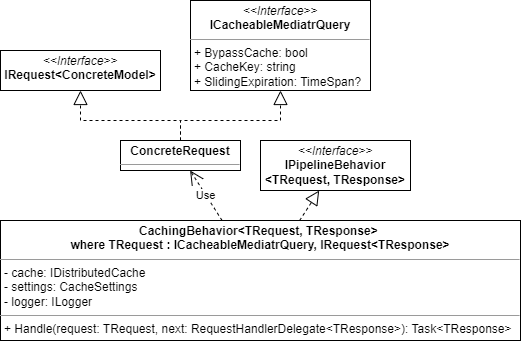 <<Interface>>
ICacheableMediatrQuery
+ BypassCache: bool
+ CacheKey: string
+ SlidingExpiration: TimeSpan?
<<Interface>>
IRequest<ConcreteModel>
ConcreteRequest
<<Interface>>
IPipelineBehavior
<TRequest, TResponse>
Use
CachingBehavior<TRequest, TResponse>
where TRequest : ICacheableMediatrQuery, IRequest<TResponse>
- cache: IDistributedCache
- settings: CacheSettings
- logger: ILogger
+ Handle(request: TRequest, next: RequestHandlerDelegate<TResponse>): Task<TResponse>